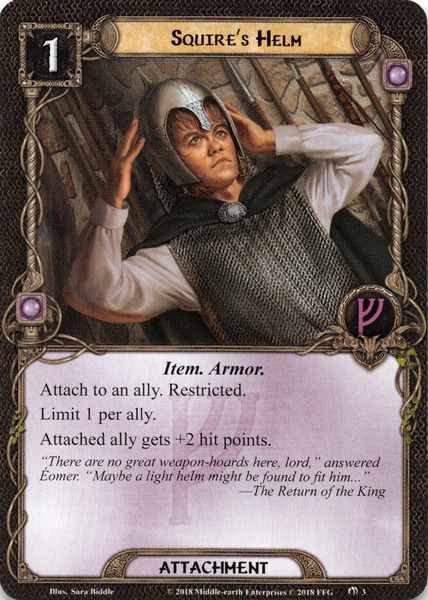 1
Squire's Helm
Item. Armor.
Attach to an ally. Restricted.
Limit 1 per ally.
Attached ally gets +2 hit points.
"There are no great weapon-hoards here, lord," answered
Éomer. "Maybe a light helm might be found to fit him..."
—The Return of the King
ATTACHMENT
Illus. Sara Biddle
© 2018 Middle-earth Enterprises © 2018 FFG
3